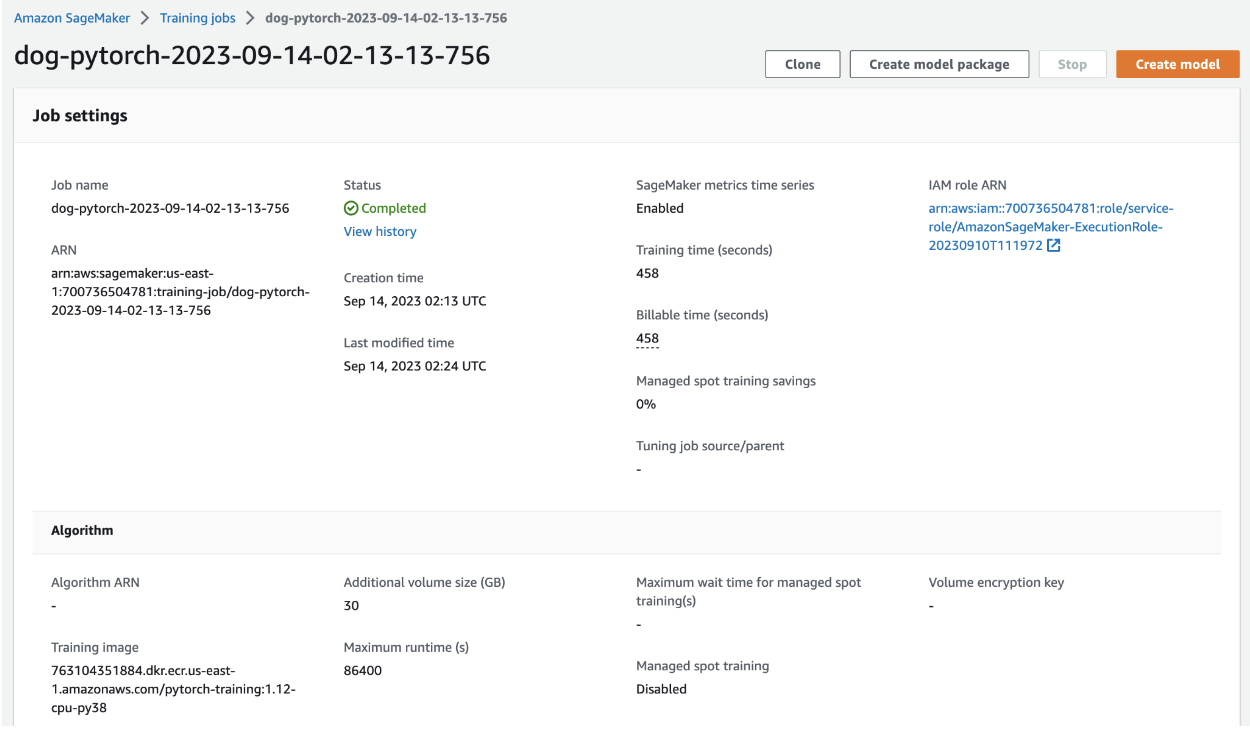 Amazon SageMaker > Training jobs > dog-pytorch-2023-09-14-02-13-13-756
dog-pytorch-2023-09-14-02-13-13-756
Clone
Create model package
Stop
Create model
Job settings
Job name
dog-pytorch-2023-09-14-02-13-13-756
ARN
arn:aws:sagemaker:us-east-
1:700736504781:training-job/dog-pytorch-
2023-09-14-02-13-13-756
Status
Completed
View history
Creation time
Sep 14, 2023 02:13 UTC
Last modified time
Sep 14, 2023 02:24 UTC
SageMaker metrics time series
Enabled
Training time (seconds)
458
Billable time (seconds)
458
Managed spot training savings
0%
Tuning job source/parent
-
IAM role ARN
arn:aws:iam::700736504781:role/service-
role/AmazonSageMaker-ExecutionRole-
20230910T111972
Algorithm
Algorithm ARN
-
Training image
763104351884.dkr.ecr.us-east-
1.amazonaws.com/pytorch-training:1.12-
cpu-py38
Additional volume size (GB)
30
Maximum runtime (s)
86400
Maximum wait time for managed spot
training(s)
-
Managed spot training
Disabled
Volume encryption key
-